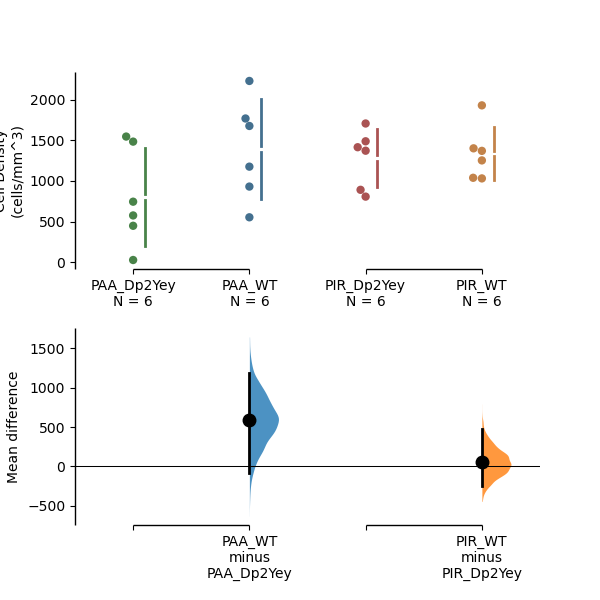 Cell Density
(cells/mm^3)
2000
1500
1000
500
0
PAA_Dp2Yey
N = 6
PAA_WT
N = 6
PIR_Dp2Yey
N = 6
PIR_WT
N = 6
Mean difference
1500
1000
500
0
−500
PAA_WT
minus
PAA_Dp2Yey
PIR_WT
minus
PIR_Dp2Yey